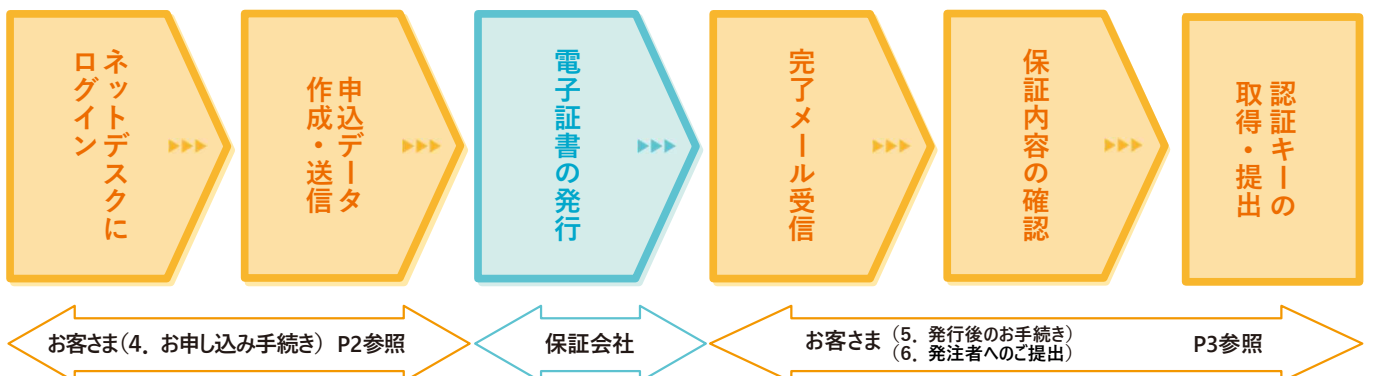 ネットデスクに
ログイン
申込データ
作成・送信
電子証書の発行
完了メール受信
保証内容の確認
認証キーの
取得・提出
お客さま(4．お申し込み手続き) P2参照
保証会社
お客さま (5．発行後のお手続き)
(6．発注者へのご提出)
P3参照